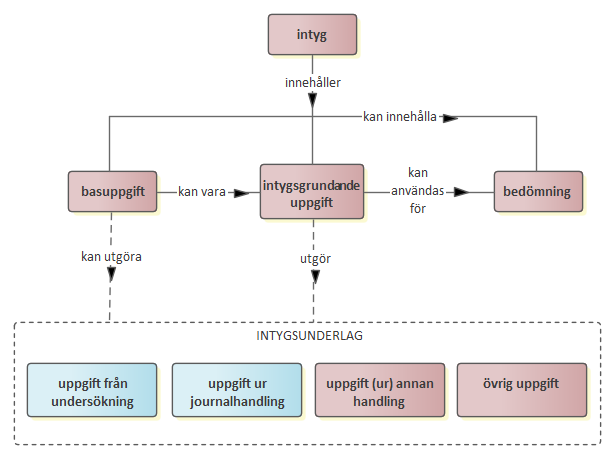 intyg
innehåller
kan innehålla
basuppgift
kan vara
intygsgrundande
uppgift
kan
användas
för
bedömning
kan utgöra
utgör
INTYGSUNDERLAG
uppgift från
undersökning
uppgift ur
journalhandling
uppgift (ur) annan
handling
övrig uppgift